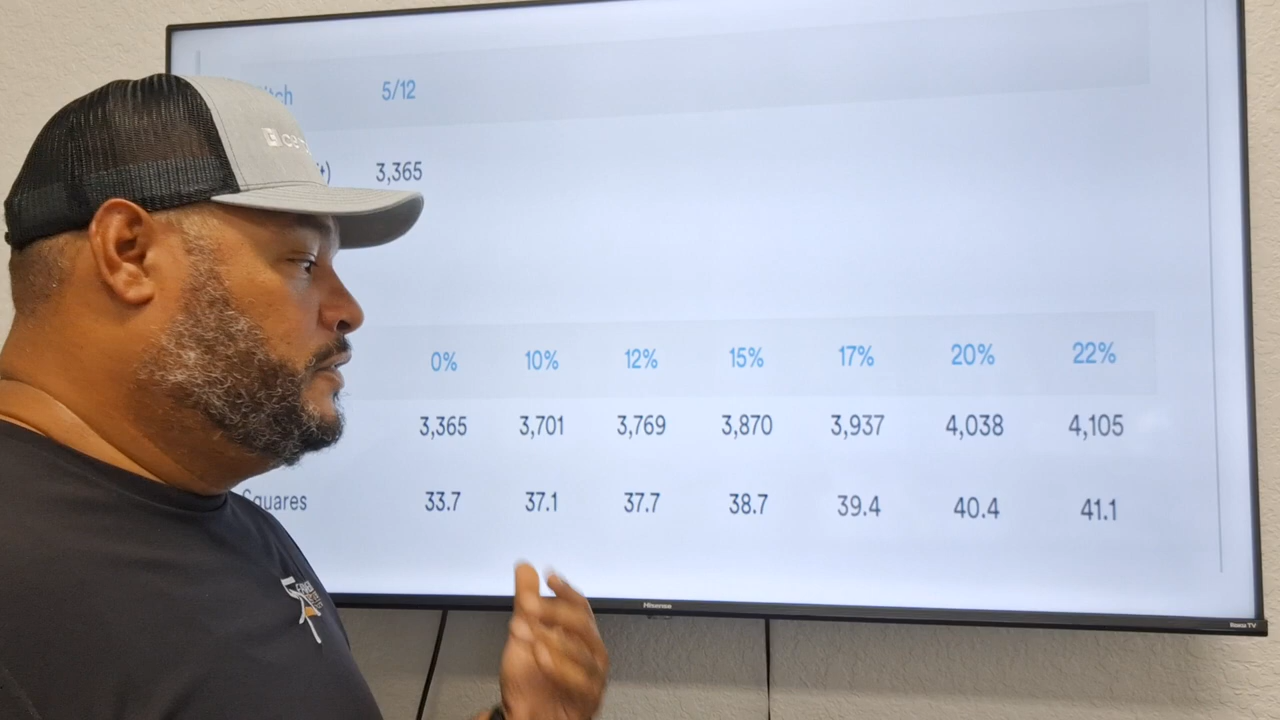 5/12
3,365
0% 10% 12% 15% 17% 20% 22%
3,365 3,701 3,769 3,870 3,937 4,038 4,105
Squares 33.7 37.1 37.7 38.7 39.4 40.4 41.1
Hisense
Roku TV